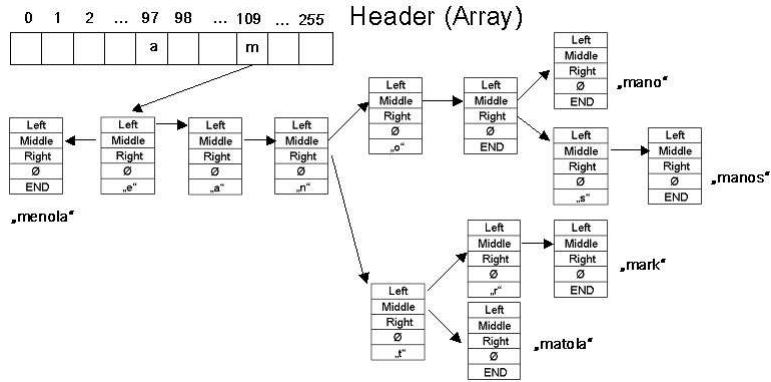 Header (Array)
0 1 2 ... 97 98 ... 109 ... 255
a m
Left
Middle
Right
Ø
END
„menola“
Left
Middle
Right
Ø
„e“
Left
Middle
Right
Ø
„a“
Left
Middle
Right
Ø
„n“
Left
Middle
Right
Ø
„o“
Left
Middle
Right
Ø
END
Left
Middle
Right
Ø
END
„mano“
Left
Middle
Right
Ø
„s“
Left
Middle
Right
Ø
END
„manos“
Left
Middle
Right
Ø
„t“
Left
Middle
Right
Ø
„r“
Left
Middle
Right
Ø
END
„mark“
Left
Middle
Right
Ø
END
„matola“